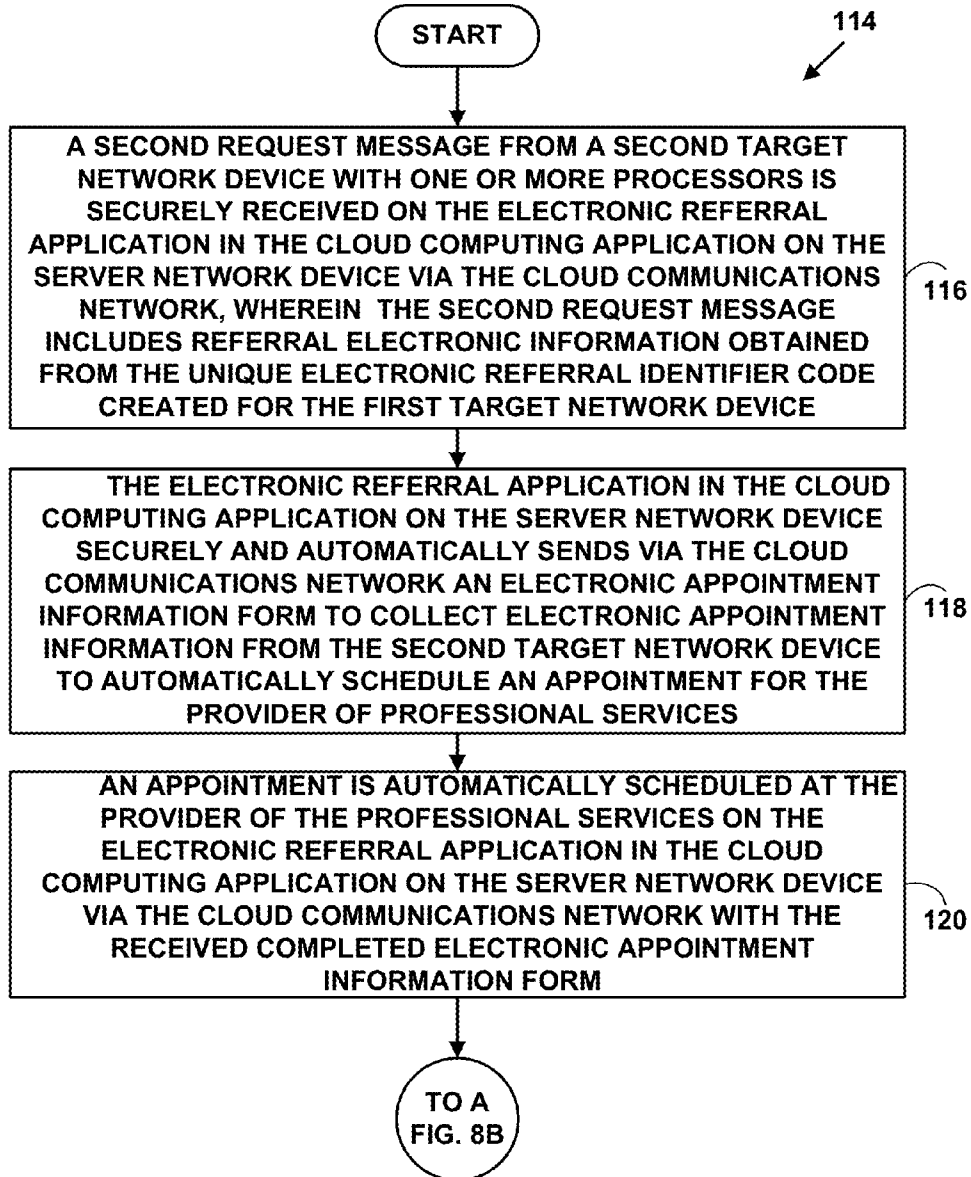 START
114
A SECOND REQUEST MESSAGE FROM A SECOND TARGET
NETWORK DEVICE WITH ONE OR MORE PROCESSORS IS
SECURELY RECEIVED ON THE ELECTRONIC REFERRAL
APPLICATION IN THE CLOUD COMPUTING APPLICATION ON THE
SERVER NETWORK DEVICE VIA THE CLOUD COMMUNICATIONS
NETWORK, WHEREIN THE SECOND REQUEST MESSAGE
INCLUDES REFERRAL ELECTRONIC INFORMATION OBTAINED
FROM THE UNIQUE ELECTRONIC REFERRAL IDENTIFIER CODE
CREATED FOR THE FIRST TARGET NETWORK DEVICE
116
THE ELECTRONIC REFERRAL APPLICATION IN THE CLOUD
COMPUTING APPLICATION ON THE SERVER NETWORK DEVICE
SECURELY AND AUTOMATICALLY SENDS VIA THE CLOUD
COMMUNICATIONS NETWORK AN ELECTRONIC APPOINTMENT
INFORMATION FORM TO COLLECT ELECTRONIC APPOINTMENT
INFORMATION FROM THE SECOND TARGET NETWORK DEVICE
TO AUTOMATICALLY SCHEDULE AN APPOINTMENT FOR THE
PROVIDER OF PROFESSIONAL SERVICES
118
AN APPOINTMENT IS AUTOMATICALLY SCHEDULED AT THE
PROVIDER OF THE PROFESSIONAL SERVICES ON THE
ELECTRONIC REFERRAL APPLICATION IN THE CLOUD
COMPUTING APPLICATION ON THE SERVER NETWORK DEVICE
VIA THE CLOUD COMMUNICATIONS NETWORK WITH THE
RECEIVED COMPLETED ELECTRONIC APPOINTMENT
INFORMATION FORM
120
TO A
FIG. 8B